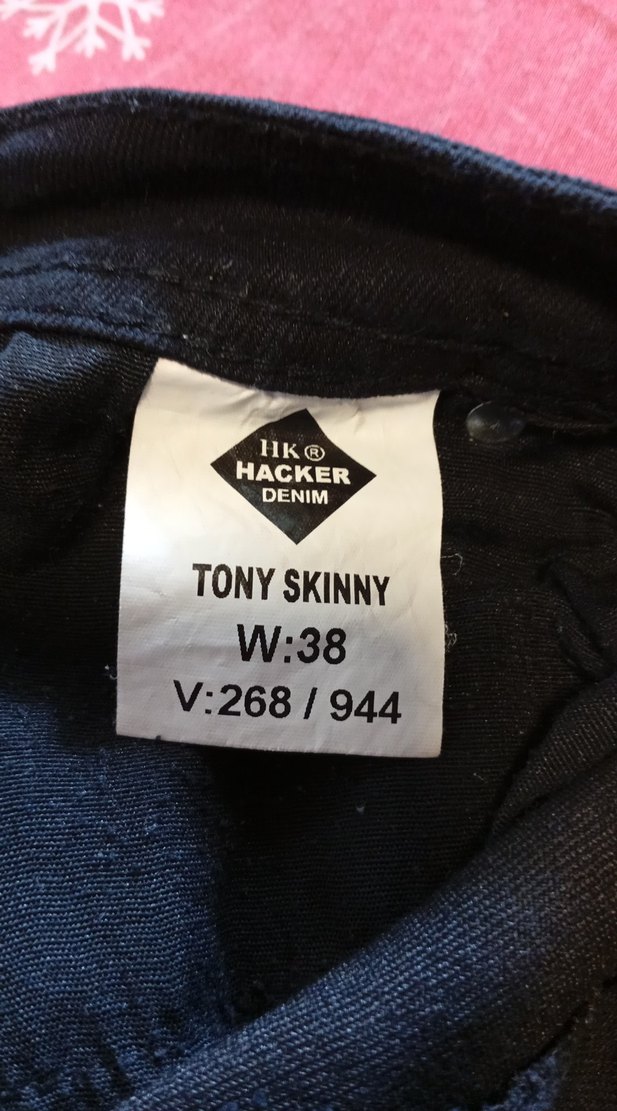 HK ®
HACKER
DENIM
TONY SKINNY
W:38
V:268 / 944